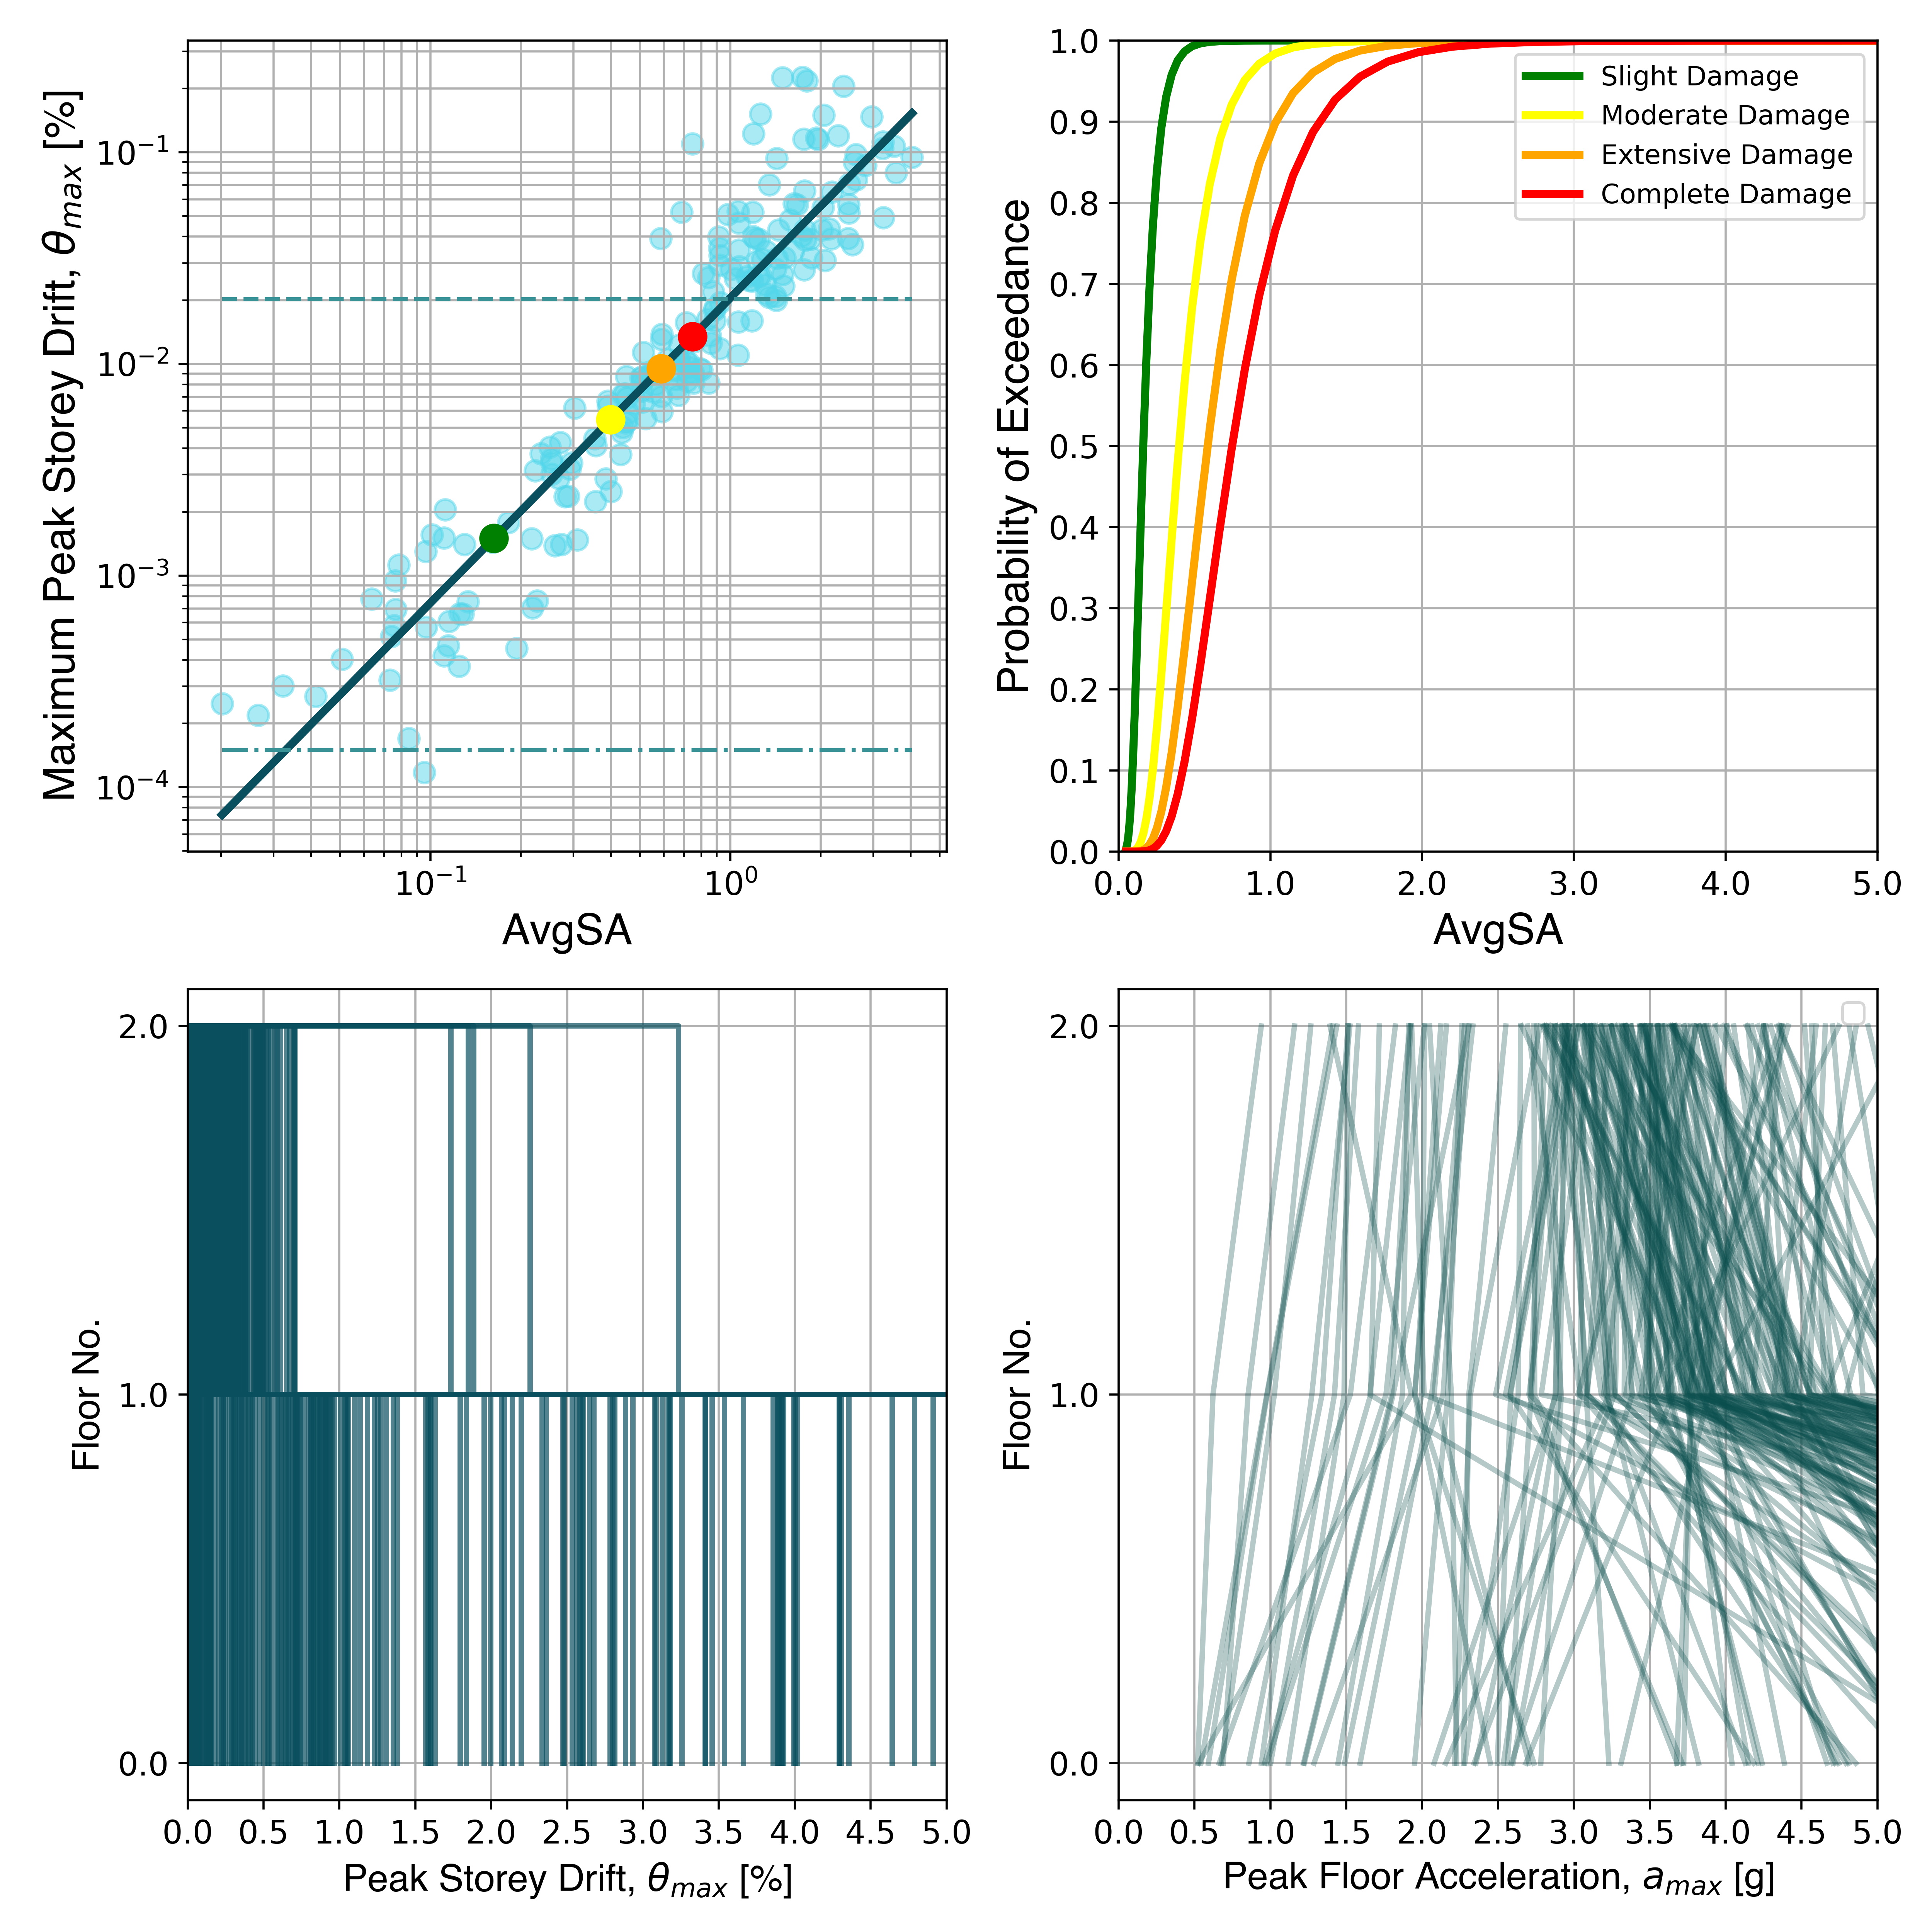 Maximum Peak Storey Drift, θmax [%]
10−1
10−2
10−3
10−4
10−1 100
AvgSA
Probability of Exceedance
1.0
0.9
0.8
0.7
0.6
0.5
0.4
0.3
0.2
0.1
0.0
Slight Damage
Moderate Damage
Extensive Damage
Complete Damage
0.0 1.0 2.0 3.0 4.0 5.0
AvgSA
Floor No.
2.0
1.0
0.0
0.0 0.5 1.0 1.5 2.0 2.5 3.0 3.5 4.0 4.5 5.0
Peak Storey Drift, θmax [%]
Floor No.
2.0
1.0
0.0
0.0 0.5 1.0 1.5 2.0 2.5 3.0 3.5 4.0 4.5 5.0
Peak Floor Acceleration, amax [g]